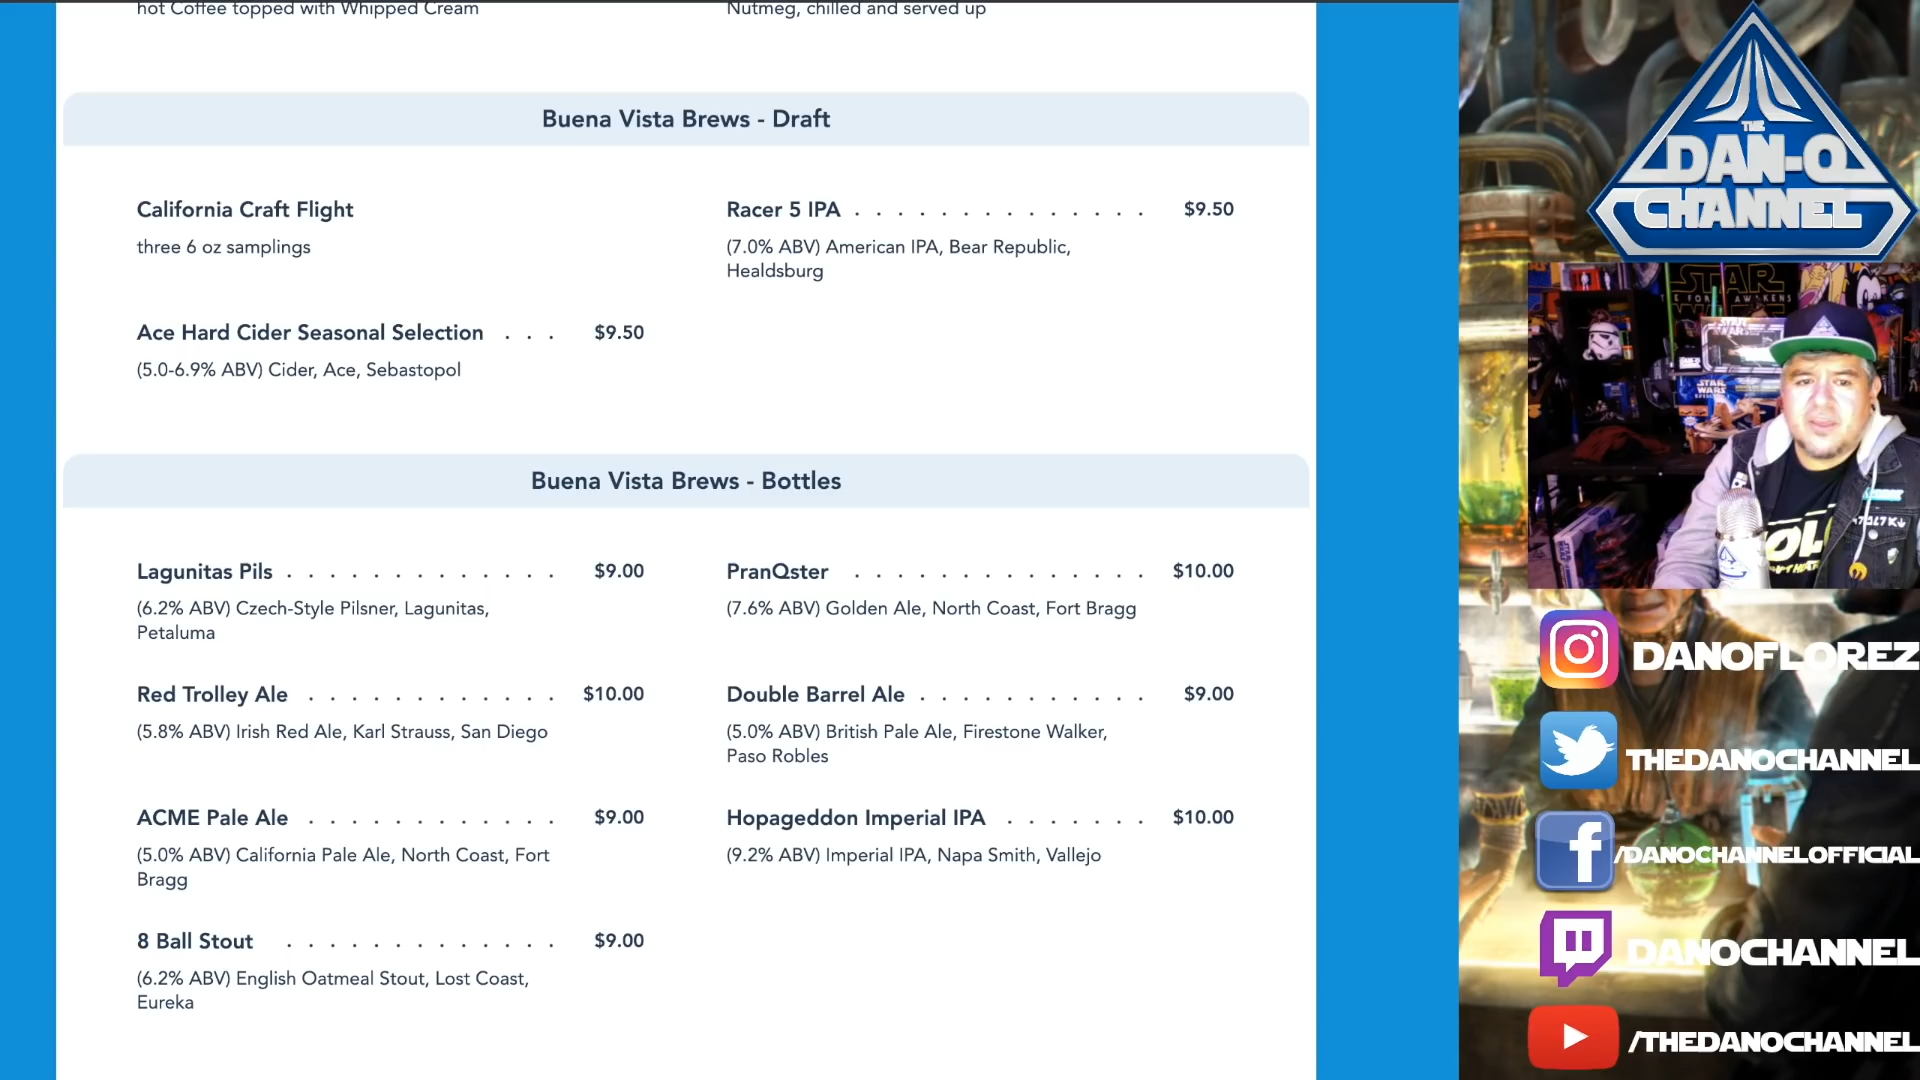 hot Coffee topped with Whipped Cream
Nutmeg, chilled and served up
Buena Vista Brews - Draft
California Craft Flight
three 6 oz samplings
Racer 5 IPA . . . . . . . . . . . . . . $9.50
(7.0% ABV) American IPA, Bear Republic,
Healdsburg
Ace Hard Cider Seasonal Selection . . . $9.50
(5.0-6.9% ABV) Cider, Ace, Sebastopol
Buena Vista Brews - Bottles
Lagunitas Pils . . . . . . . . . . . . . $9.00
(6.2% ABV) Czech-Style Pilsner, Lagunitas,
Petaluma
PranQster . . . . . . . . . . . . . . $10.00
(7.6% ABV) Golden Ale, North Coast, Fort Bragg
Red Trolley Ale . . . . . . . . . . . . $10.00
(5.8% ABV) Irish Red Ale, Karl Strauss, San Diego
Double Barrel Ale . . . . . . . . . . . $9.00
(5.0% ABV) British Pale Ale, Firestone Walker,
Paso Robles
ACME Pale Ale . . . . . . . . . . . . $9.00
(5.0% ABV) California Pale Ale, North Coast, Fort
Bragg
Hopageddon Imperial IPA . . . . . . . $10.00
(9.2% ABV) Imperial IPA, Napa Smith, Vallejo
8 Ball Stout . . . . . . . . . . . . . $9.00
(6.2% ABV) English Oatmeal Stout, Lost Coast,
Eureka
THE
DAN-O
CHANNEL
STAR
THE FORCE AWAKENS
STAR
WARS
DANOFLOREZ
THEDANOCHANNEL
/DANOCHANNELOFFICIAL
DANOCHANNEL
/THEDANOCHANNEL